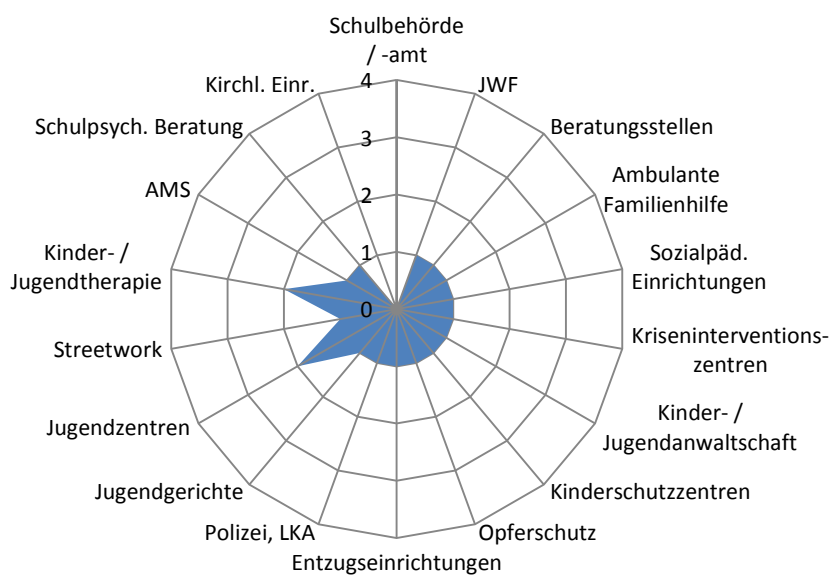 Schulbehörde
/ -amt
JWF
Beratungsstellen
Ambulante
Familienhilfe
Sozialpäd.
Einrichtungen
Kriseninterventions-
zentren
Kinder- /
Jugendanwaltschaft
Kinderschutzzentren
Opferschutz
Entzugseinrichtungen
Polizei, LKA
Jugendgerichte
Jugendzentren
Streetwork
Kinder- /
Jugendtherapie
AMS
Schulpsych. Beratung
Kirchl. Einr.
4
3
2
1
0